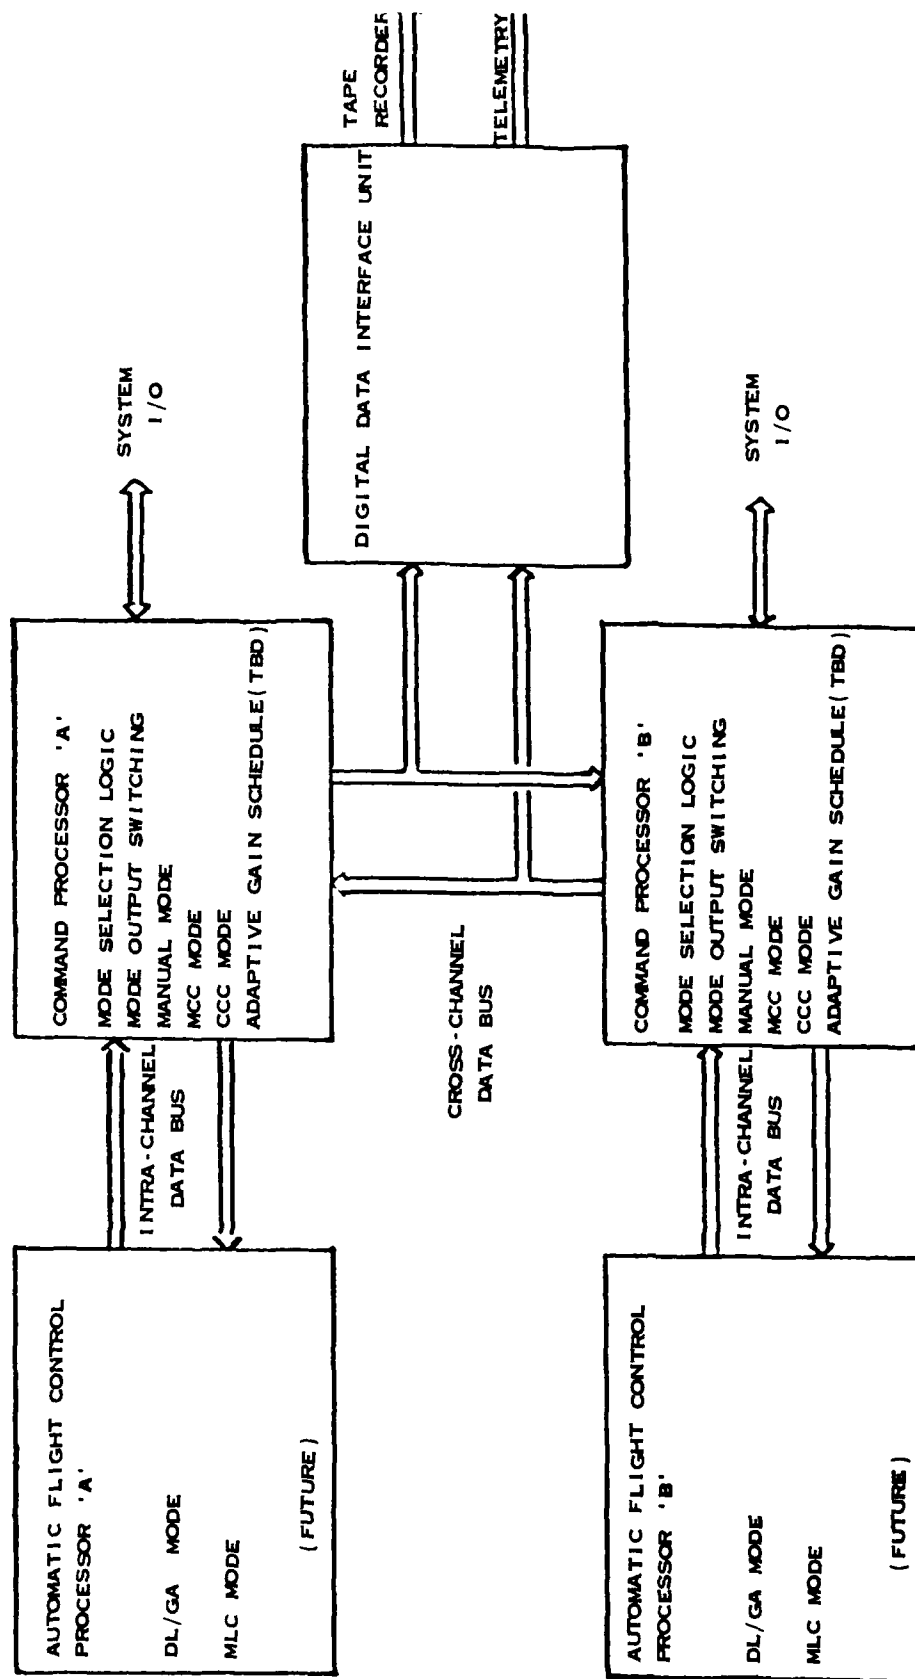 AUTOMATIC FLIGHT CONTROL
PROCESSOR 'A'
DL/GA MODE
MLC MODE
(FUTURE)
INTRA-CHANNEL
DATA BUS
COMMAND PROCESSOR 'A'
MODE SELECTION LOGIC
MODE OUTPUT SWITCHING
MANUAL MODE
MCC MODE
CCC MODE
ADAPTIVE GAIN SCHEDULE(TBD)
SYSTEM
I/O
CROSS-CHANNEL
DATA BUS
DIGITAL DATA INTERFACE UNIT
TAPE
RECORDER
TELEMETRY
AUTOMATIC FLIGHT CONTROL
PROCESSOR 'B'
DL/GA MODE
MLC MODE
(FUTURE)
INTRA-CHANNEL
DATA BUS
COMMAND PROCESSOR 'B'
MODE SELECTION LOGIC
MODE OUTPUT SWITCHING
MANUAL MODE
MCC MODE
CCC MODE
ADAPTIVE GAIN SCHEDULE(TBD)
SYSTEM
I/O